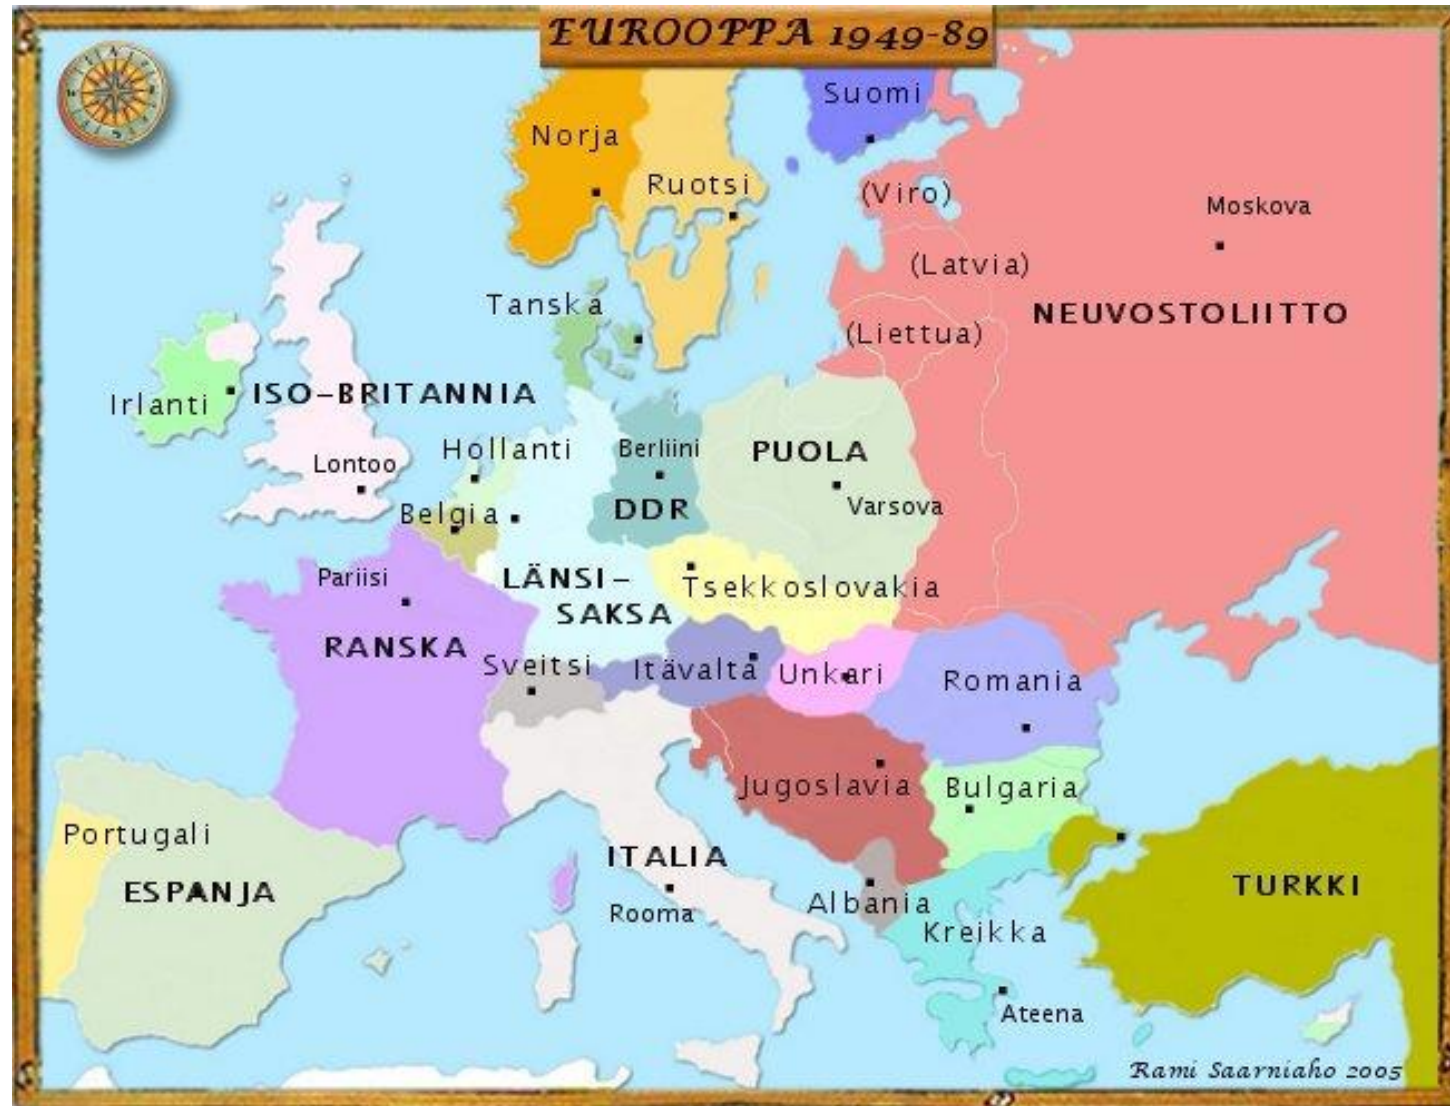 EUROOPPA 1949-89
Suomi
Norja
Ruotsi
(Viro)
Moskova
(Latvia)
Tanska
NEUVOSTOLIITTO
(Liettua)
Irlanti
ISO-BRITANNIA
Hollanti
Berliini
PUOLA
Lontoo
Belgia
DDR
Varsova
Pariisi
LÄNSI-
SAKSA
Tsekkoslovakia
RANSKA
Sveitsi
Itävalta
Unkari
Romania
Jugoslavia
Bulgaria
Portugali
ITALIA
ESPANJA
TURKKI
Rooma
Albania
Kreikka
Ateena
Rami Saarniaho 2005